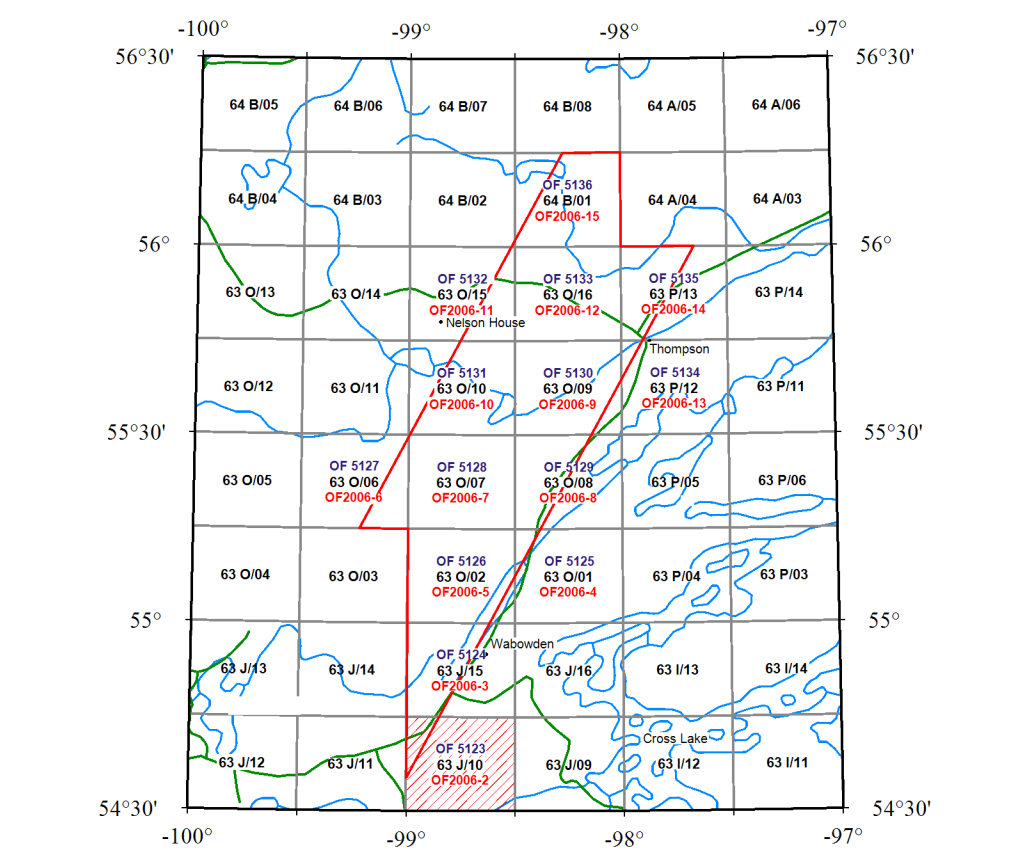 -100°
-99°
-98°
-97°
56°30'
56°30'
64 B/05
64 B/06
64 B/07
64 B/08
64 A/05
64 A/06
64 B/04
64 B/03
64 B/02
OF 5136
64 B/01
OF2006-15
64 A/04
64 A/03
56°
56°
63 O/13
63 O/14
OF 5132
63 O/15
OF2006-11
Nelson House
OF 5133
63 O/16
OF2006-12
OF 5135
63 P/13
OF2006-14
63 P/14
Thompson
63 O/12
63 O/11
OF 5131
63 O/10
OF2006-10
OF 5130
63 O/09
OF2006-9
OF 5134
63 P/12
OF2006-13
63 P/11
55°30'
55°30'
63 O/05
OF 5127
63 O/06
OF2006-6
OF 5128
63 O/07
OF2006-7
OF 5129
63 O/08
OF2006-8
63 P/05
63 P/06
63 O/04
63 O/03
OF 5126
63 O/02
OF2006-5
OF 5125
63 O/01
OF2006-4
63 P/04
63 P/03
55°
55°
Wabowden
63 J/13
63 J/14
OF 5124
63 J/15
OF2006-3
63 J/16
63 I/13
63 I/14
Cross Lake
63 J/12
63 J/11
OF 5123
63 J/10
OF2006-2
63 J/09
63 I/12
63 I/11
54°30'
54°30'
-100°
-99°
-98°
-97°